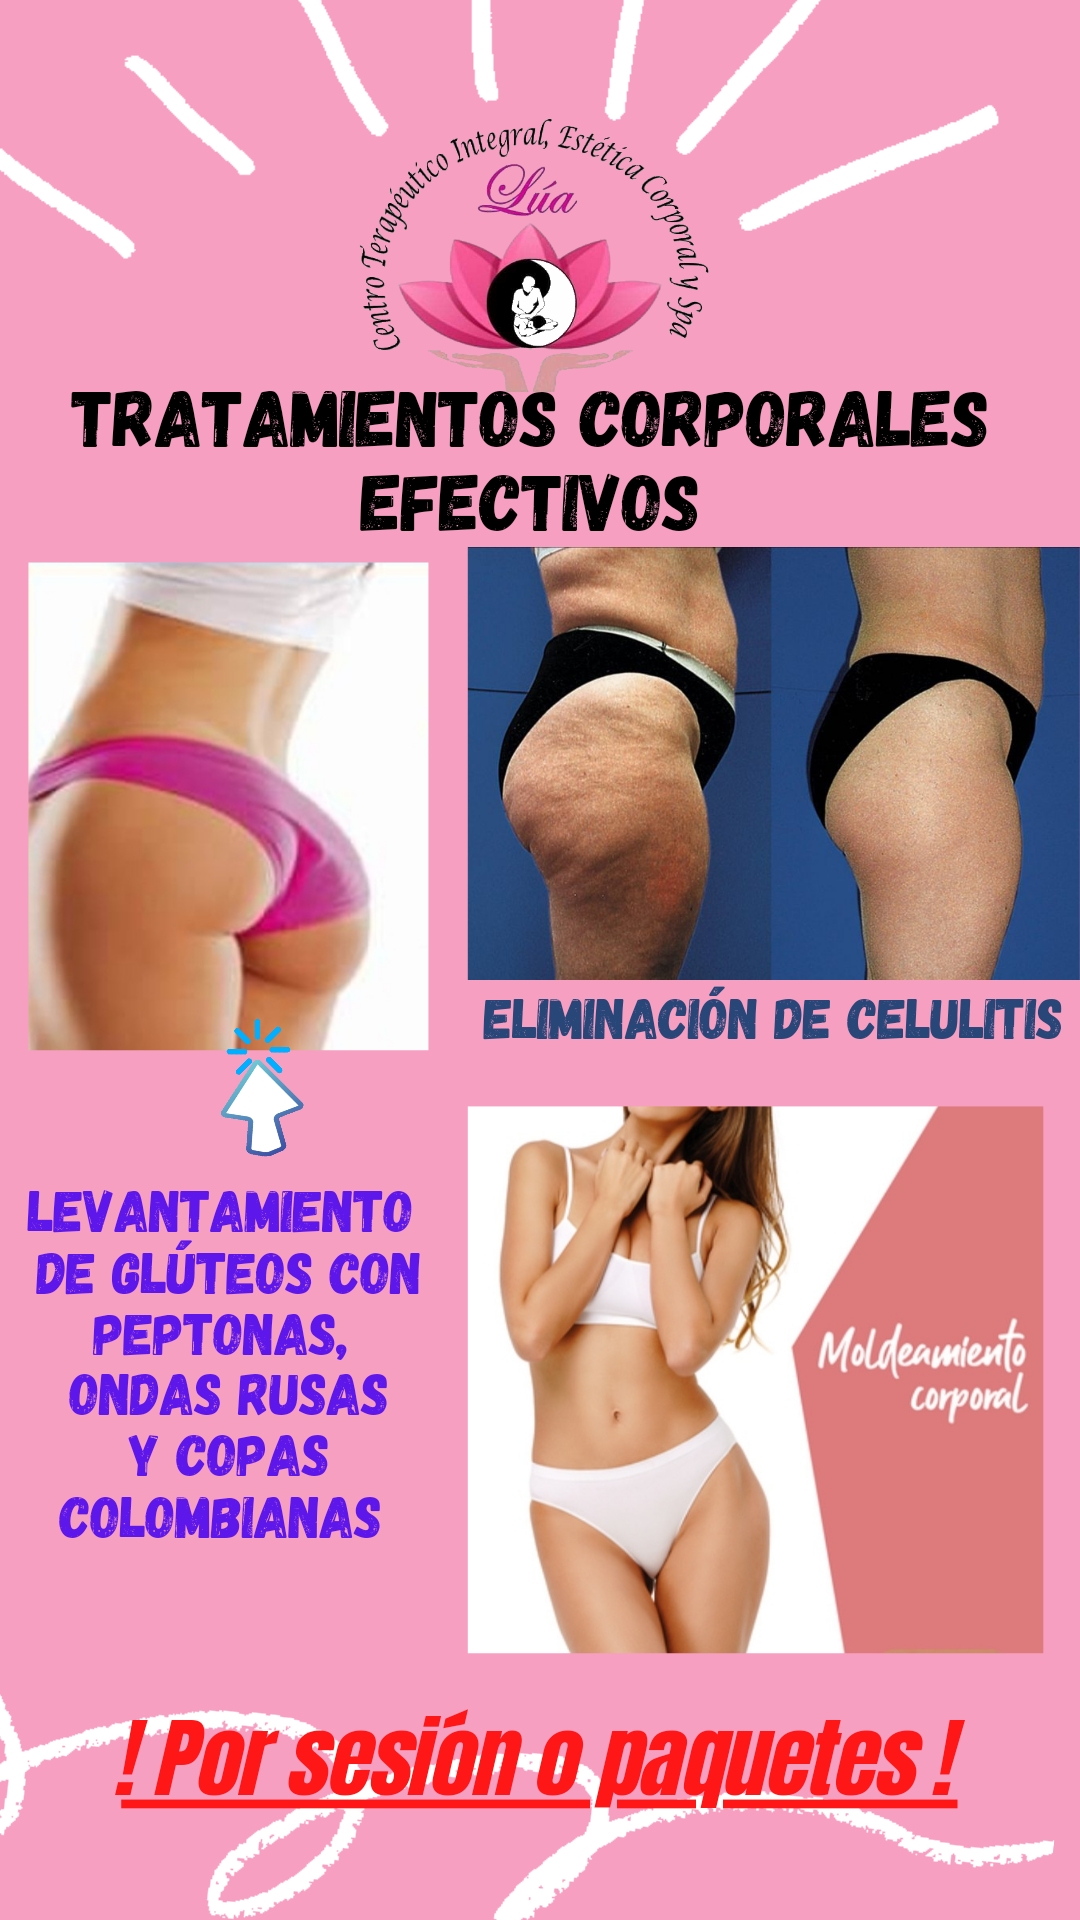 Centro Terapéutico Integral, Estética Corporal y Spa
Lúa
TRATAMIENTOS CORPORALES
EFECTIVOS
ELIMINACIÓN DE CELULITIS
LEVANTAMIENTO
DE GLÚTEOS CON
PEPTONAS,
ONDAS RUSAS
Y COPAS
COLOMBIANAS
Moldeamiento
corporal
! Por sesión o paquetes !